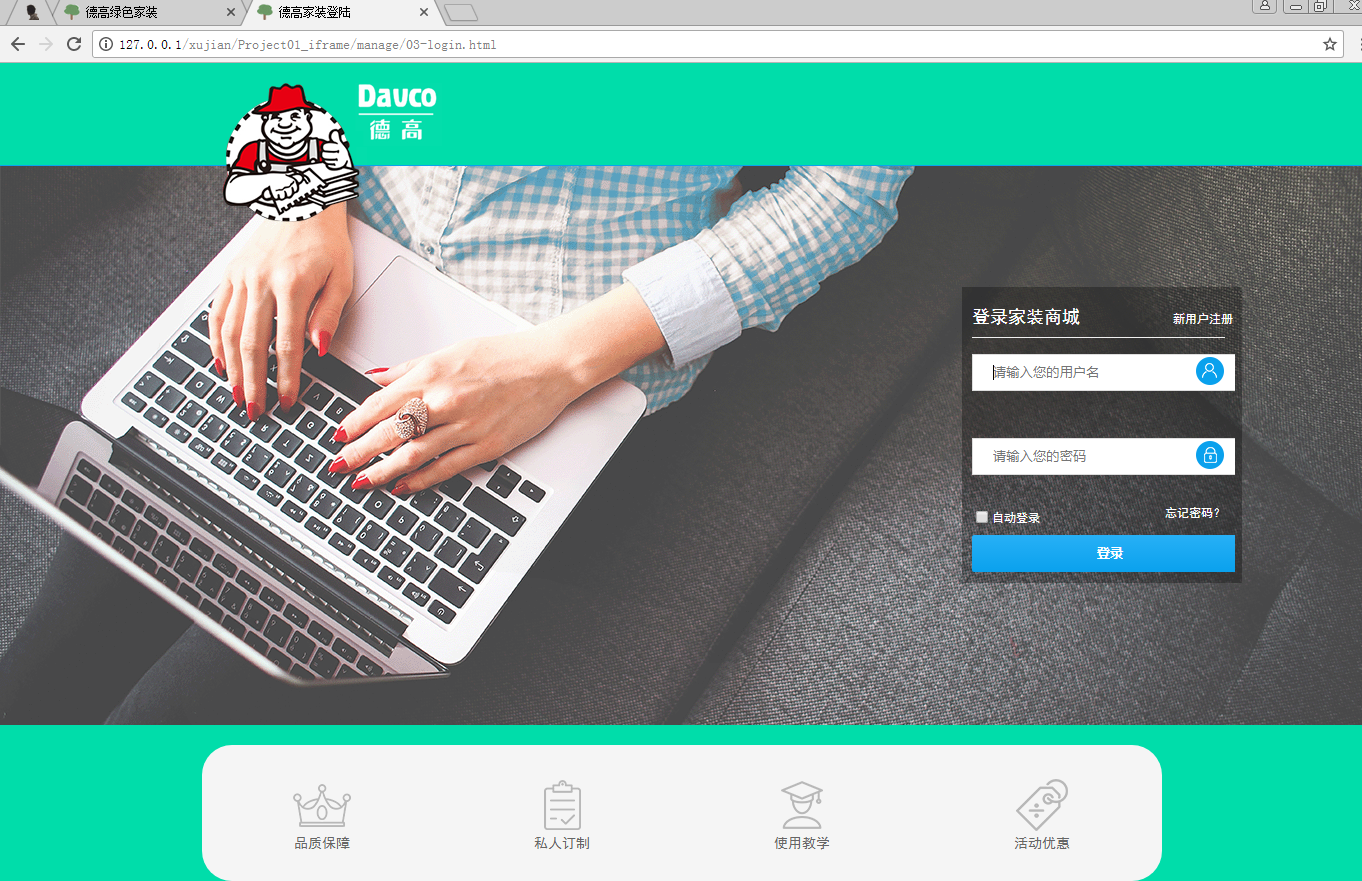 德高绿色家装
德高家装登陆
127.0.0.1/xujian/Project01_iframe/manage/03-login.html
Davco
德高
登录家装商城
新用户注册
请输入您的用户名
请输入您的密码
自动登录
忘记密码?
登录
品质保障
私人订制
使用教学
活动优惠